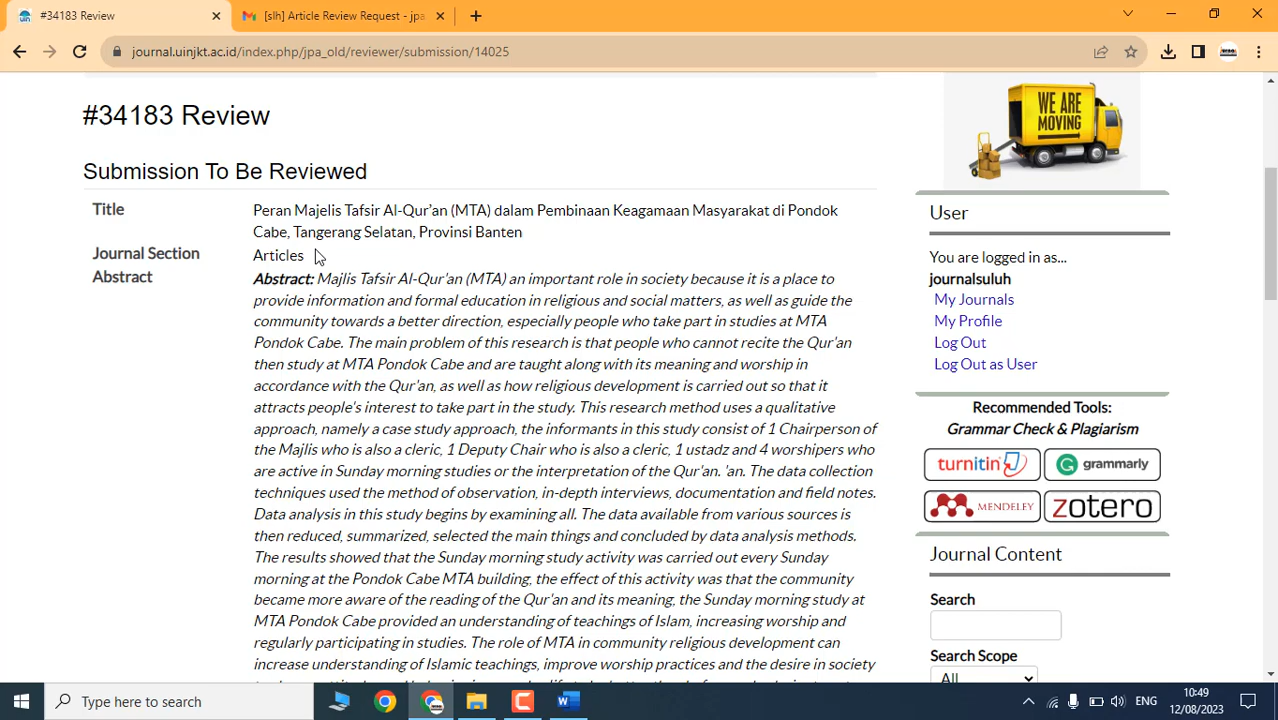 #34183 Review
[slh] Article Review Request - jpa
journal.uinjkt.ac.id/index.php/jpa_old/reviewer/submission/14025
#34183 Review
Submission To Be Reviewed
Title
Peran Majelis Tafsir Al-Qur'an (MTA) dalam Pembinaan Keagamaan Masyarakat di Pondok
Cabe, Tangerang Selatan, Provinsi Banten
Journal Section
Articles
Abstract
Abstract: Majlis Tafsir Al-Qur'an (MTA) an important role in society because it is a place to
provide information and formal education in religious and social matters, as well as guide the
community towards a better direction, especially people who take part in studies at MTA
Pondok Cabe. The main problem of this research is that people who cannot recite the Qur'an
then study at MTA Pondok Cabe and are taught along with its meaning and worship in
accordance with the Qur'an, as well as how religious development is carried out so that it
attracts people's interest to take part in the study. This research method uses a qualitative
approach, namely a case study approach, the informants in this study consist of 1 Chairperson of
the Majlis who is also a cleric, 1 Deputy Chair who is also a cleric, 1 ustadz and 4 worshipers who
are active in Sunday morning studies or the interpretation of the Qur'an. 'an. The data collection
techniques used the method of observation, in-depth interviews, documentation and field notes.
Data analysis in this study begins by examining all. The data available from various sources is
then reduced, summarized, selected the main things and concluded by data analysis methods.
The results showed that the Sunday morning study activity was carried out every Sunday
morning at the Pondok Cabe MTA building, the effect of this activity was that the community
became more aware of the reading of the Qur'an and its meaning, the Sunday morning study at
MTA Pondok Cabe provided an understanding of teachings of Islam, increasing worship and
regularly participating in studies. The role of MTA in community religious development can
increase understanding of Islamic teachings, improve worship practices and the desire in society
WE ARE
MOVING
User
You are logged in as...
journalsuluh
My Journals
My Profile
Log Out
Log Out as User
Recommended Tools:
Grammar Check & Plagiarism
turnitin
grammarly
MENDELEY
zotero
Journal Content
Search
Search Scope
All
Type here to search
ENG
10:49
12/08/2023